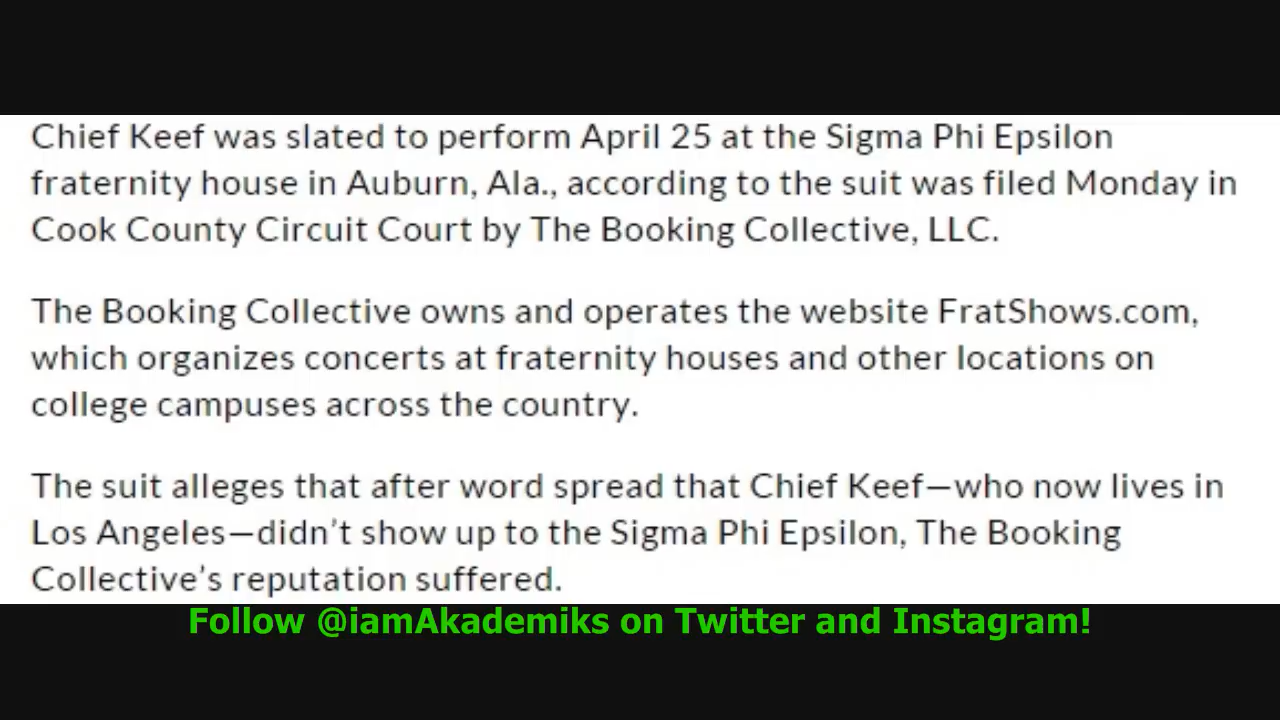 Chief Keef was slated to perform April 25 at the Sigma Phi Epsilon
fraternity house in Auburn, Ala., according to the suit was filed Monday in
Cook County Circuit Court by The Booking Collective, LLC.
The Booking Collective owns and operates the website FratShows.com,
which organizes concerts at fraternity houses and other locations on
college campuses across the country.
The suit alleges that after word spread that Chief Keef—who now lives in
Los Angeles—didn’t show up to the Sigma Phi Epsilon, The Booking
Collective’s reputation suffered.
Follow @iamAkademiks on Twitter and Instagram!